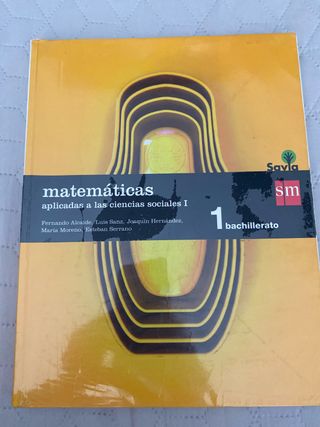 Savia
sm
matemáticas
aplicadas a las ciencias sociales I
Fernando Alcaide, Luis Sanz, Joaquín Hernández,
María Moreno, Esteban Serrano
1 bachillerato